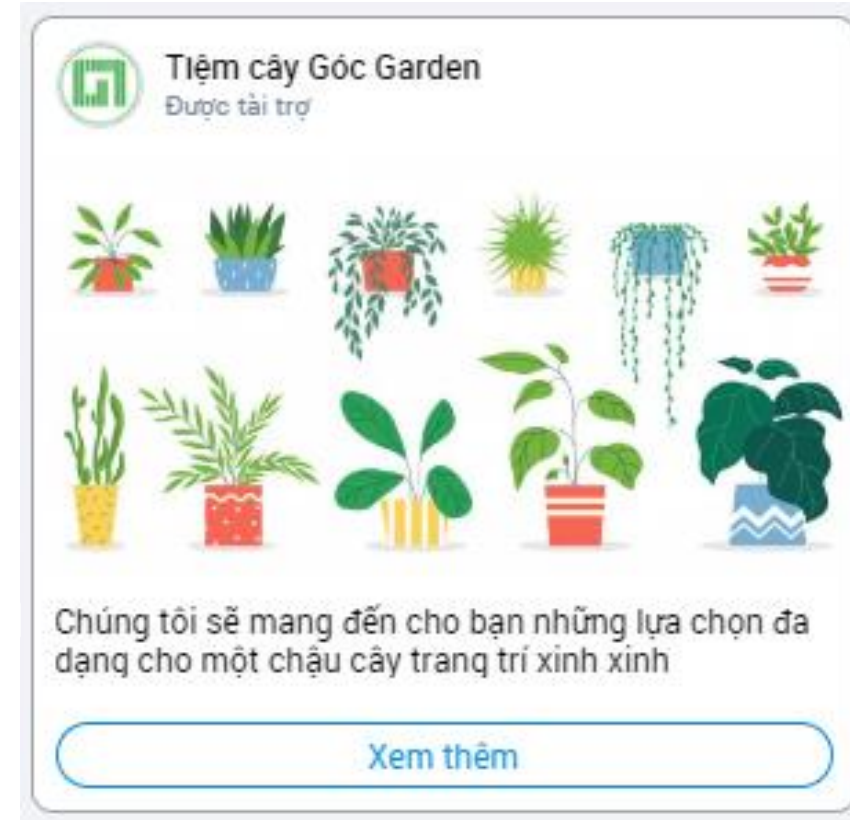 Tiệm cây Góc Garden
Được tài trợ
Chúng tôi sẽ mang đến cho bạn những lựa chọn đa
dạng cho một chậu cây trang trí xinh xinh
Xem thêm